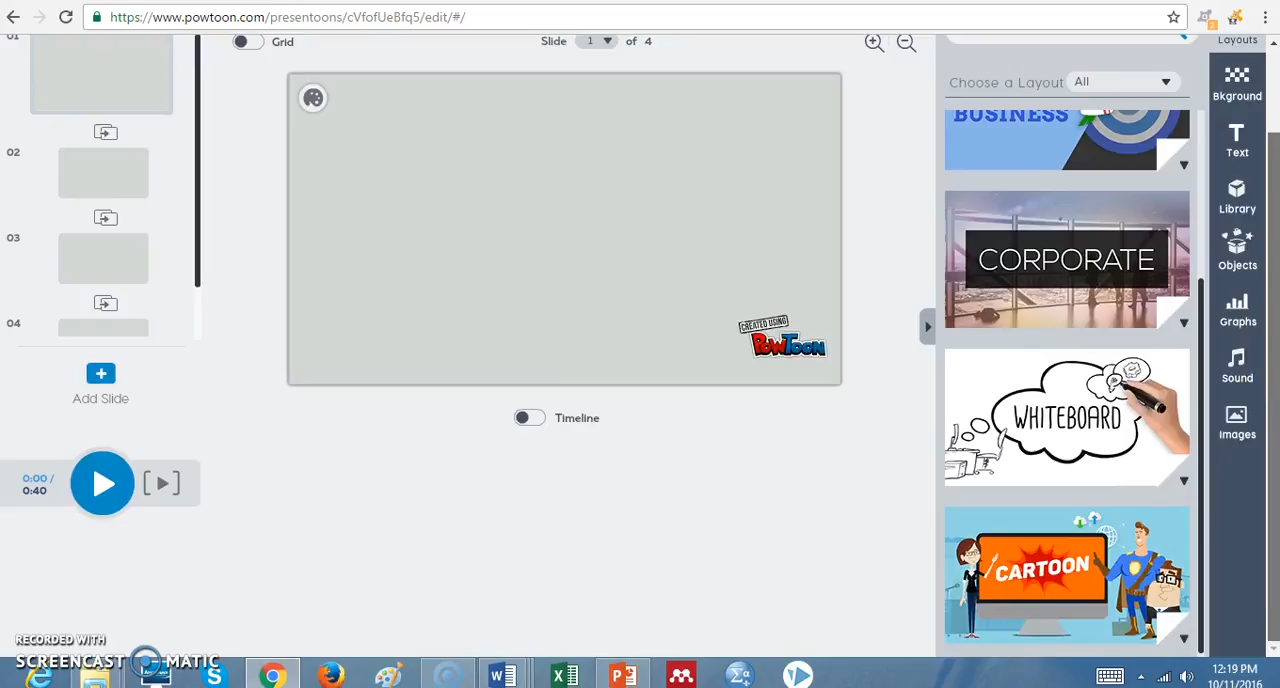 https://www.powtoon.com/presentoons/cVfofUeBfq5/edit/#/
2
01
Grid
Slide 1 of 4
Layouts
Choose a Layout All
BUSINESS
Bkground
Text
02
CORPORATE
Library
03
Objects
04
CREATED USING
POWTOON
Graphs
Add Slide
Timeline
WHITEBOARD
Sound
Images
0:00 /
0:40
CARTOON
RECORDED WITH
SCREENCAST MATIC
12:19 PM
10/11/2016